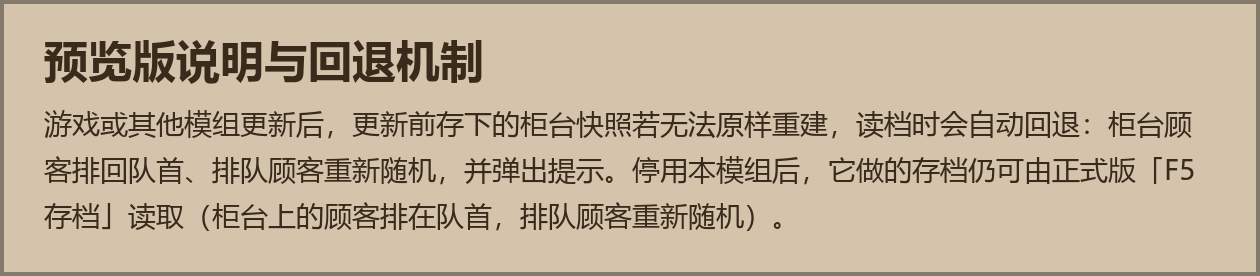 预览版说明与回退机制
游戏或其他模组更新后，更新前存下的柜台快照若无法原样重建，读档时会自动回退：柜台顾
客排回队首、排队顾客重新随机，并弹出提示。停用本模组后，它做的存档仍可由正式版「F5
存档」读取（柜台上的顾客排在队首，排队顾客重新随机）。